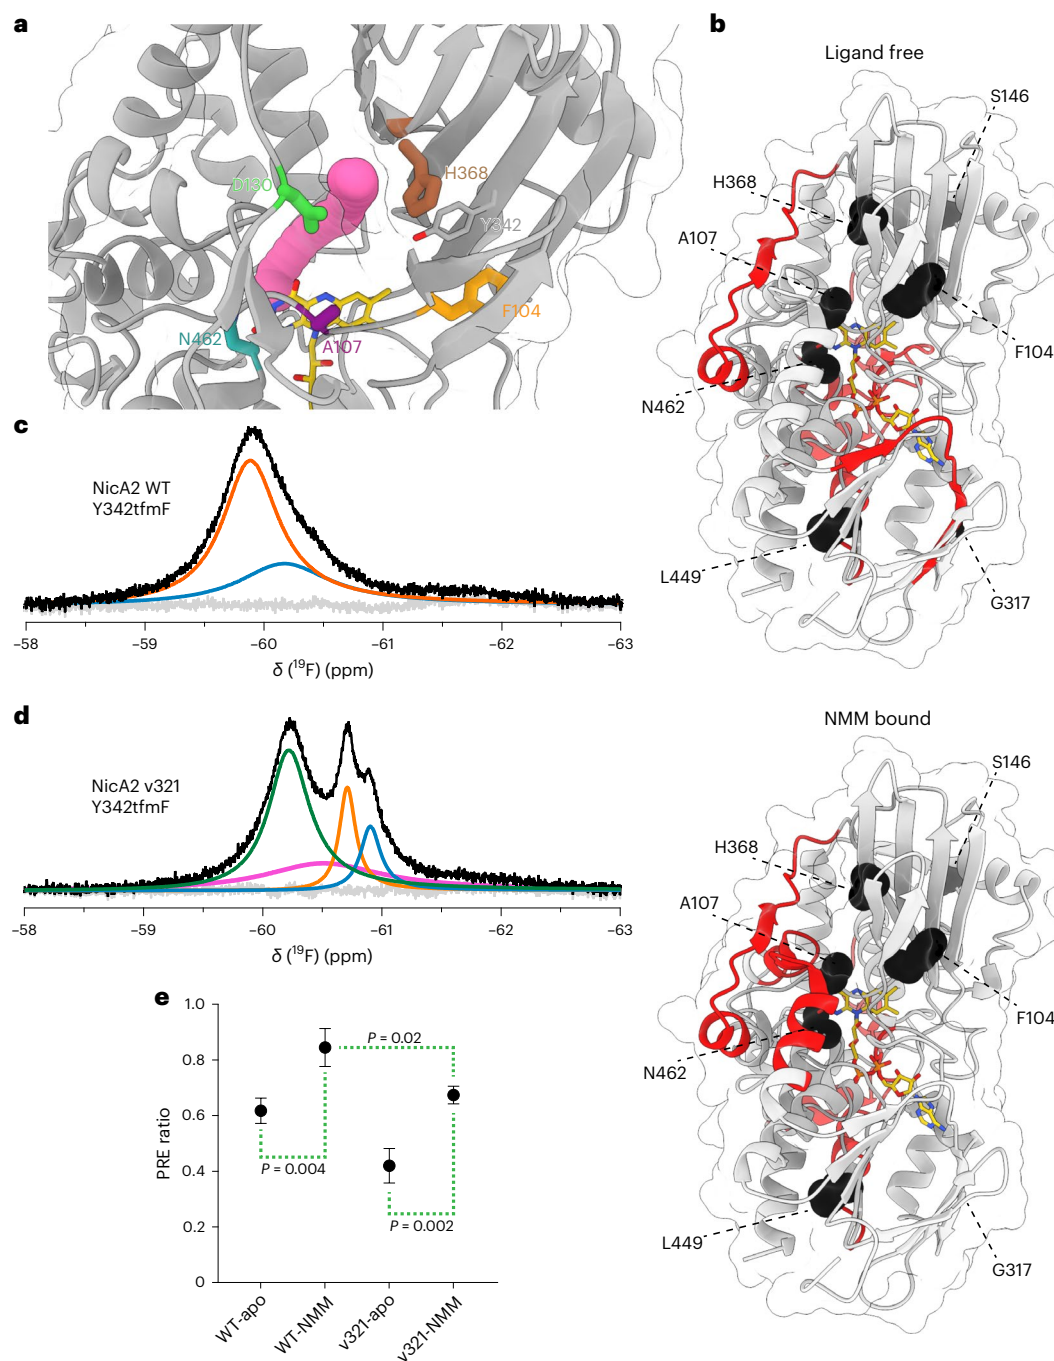 a
D130
H368
Y342
F104
N462
A107
b
Ligand free
S146
H368
A107
F104
N462
L449
G317
c
NicA2 WT
Y342tfmF
–58
–59
–60
–61
–62
–63
δ (¹⁹F) (ppm)
d
NicA2 v321
Y342tfmF
–58
–59
–60
–61
–62
–63
δ (¹⁹F) (ppm)
NMM bound
S146
H368
A107
F104
N462
L449
G317
e
PRE ratio
1.0
0.8
0.6
0.4
0.2
0
P = 0.02
P = 0.004
P = 0.002
WT-apo
WT-NMM
v321-apo
v321-NMM